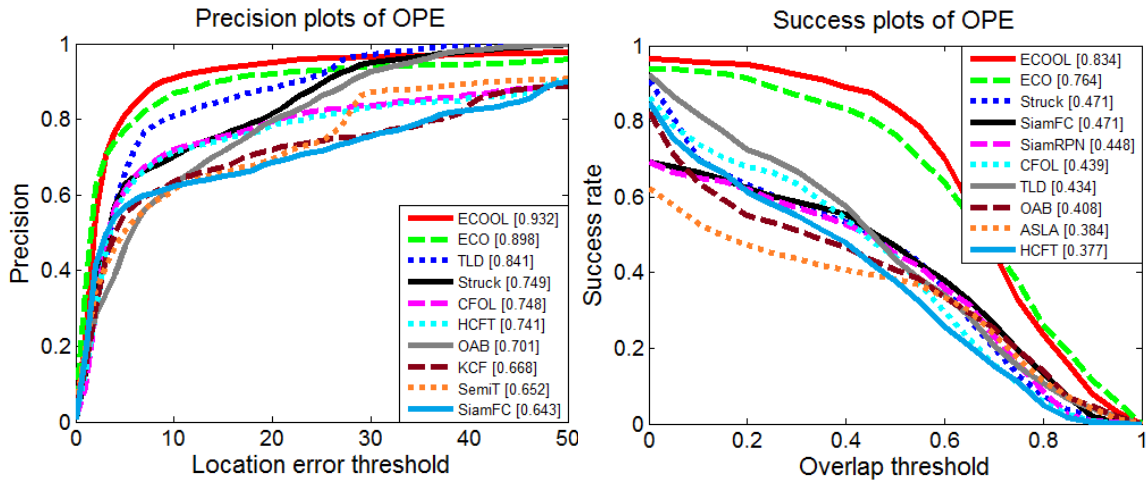 Precision plots of OPE
1
0.8
0.6
0.4
0.2
0
0
10
20
30
40
50
Precision
Location error threshold
ECOOL [0.932]
ECO [0.898]
TLD [0.841]
Struck [0.749]
CFOL [0.748]
HCFT [0.741]
OAB [0.701]
KCF [0.668]
SemiT [0.652]
SiamFC [0.643]
Success plots of OPE
1
0.8
0.6
0.4
0.2
0
0
0.2
0.4
0.6
0.8
1
Success rate
Overlap threshold
ECOOL [0.834]
ECO [0.764]
Struck [0.471]
SiamFC [0.471]
SiamRPN [0.448]
CFOL [0.439]
TLD [0.434]
OAB [0.408]
ASLA [0.384]
HCFT [0.377]